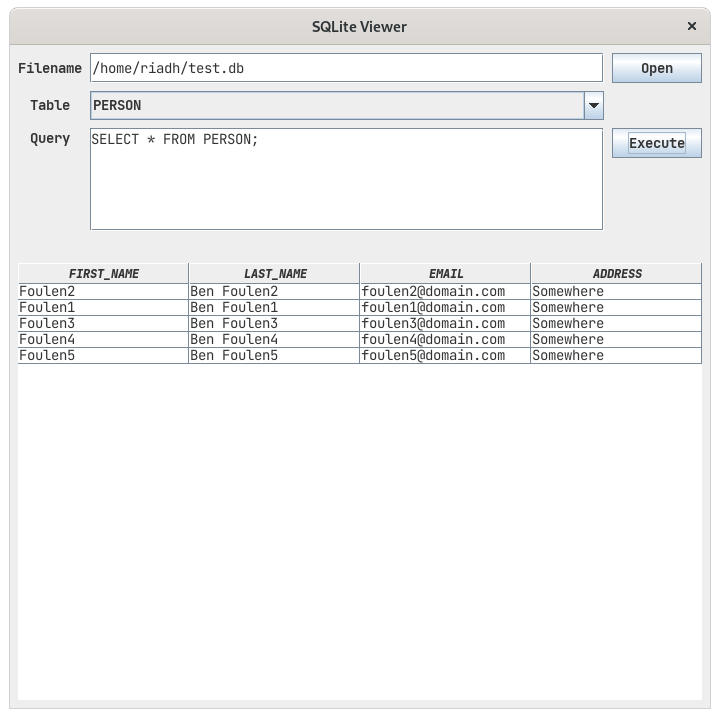 SQLite Viewer ×
Filename /home/riadh/test.db Open
Table PERSON
Query SELECT * FROM PERSON; Execute
FIRST_NAME LAST_NAME EMAIL ADDRESS
Foulen2 Ben Foulen2 foulen2@domain.com Somewhere
Foulen1 Ben Foulen1 foulen1@domain.com Somewhere
Foulen3 Ben Foulen3 foulen3@domain.com Somewhere
Foulen4 Ben Foulen4 foulen4@domain.com Somewhere
Foulen5 Ben Foulen5 foulen5@domain.com Somewhere